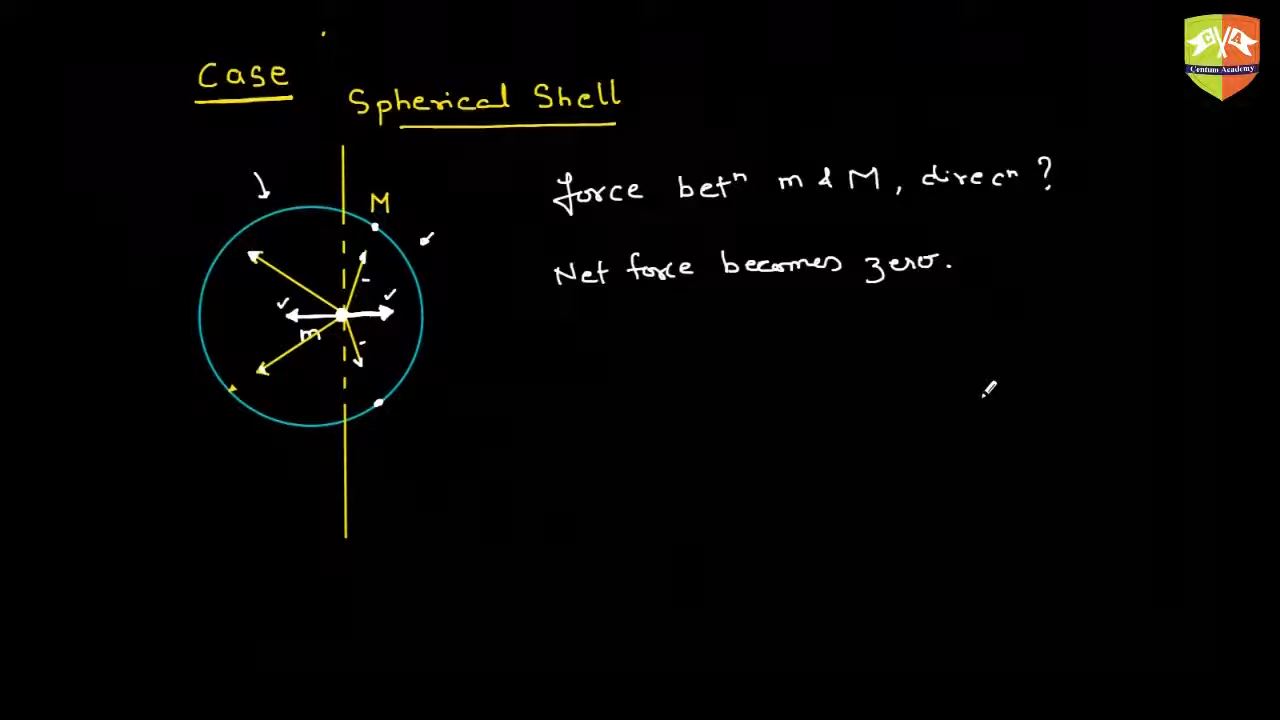 Case
Spherical Shell
M
m
force betⁿ m & M, direcⁿ ?
Net force becomes zero.
C A
Centum Academy